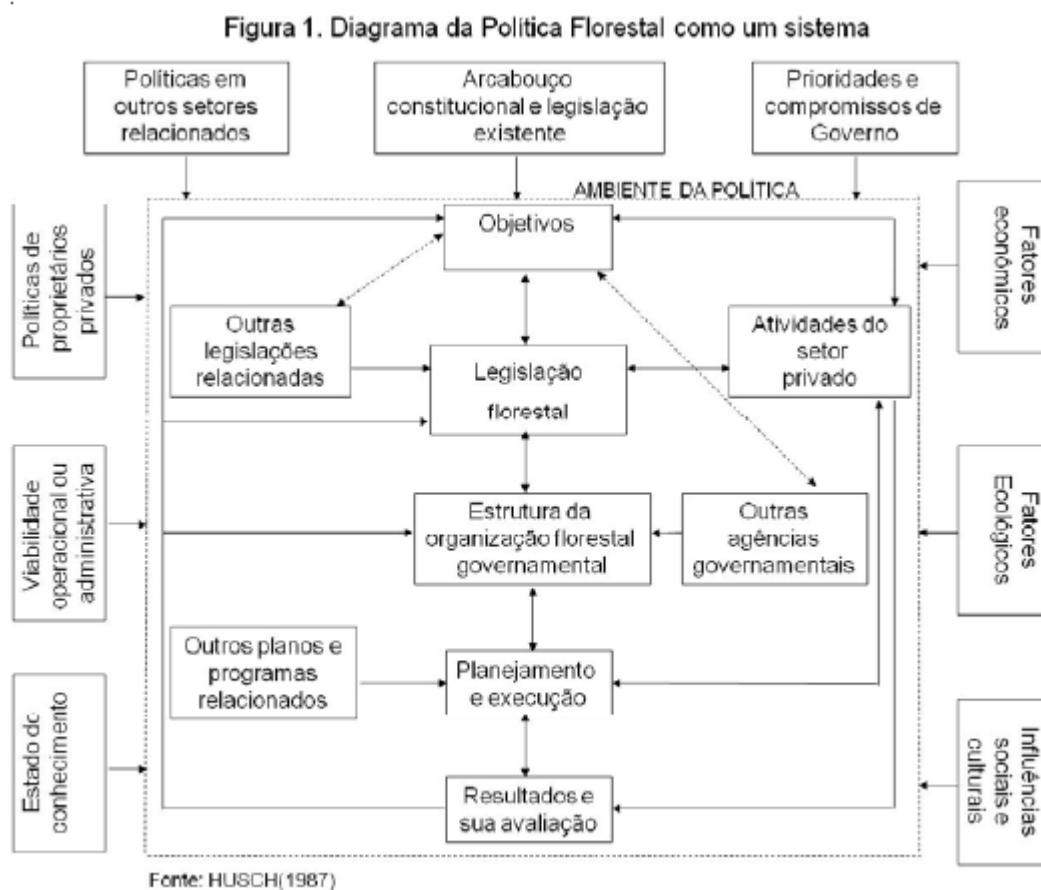 .
Figura 1. Diagrama da Política Florestal como um sistema
Políticas em
outros setores
relacionados
Arcabouço
constitucional e legislação
existente
Prioridades e
compromissos de
Governo
AMBIENTE DA POLÍTICA
Políticas de
proprietários
privados
Objetivos
Fatores
econômicos
Outras
legislações
relacionadas
Legislação
florestal
Atividades do
setor
privado
Viabilidade
operacional ou
administrativa
Estrutura da
organização florestal
governamental
Outras
agências
governamentais
Fatores
Ecológicos
Outros planos e
programas
relacionados
Planejamento
e execução
Estado do
conhecimento
Resultados e
sua avaliação
Influências
sociais e
culturais
Fonte: HUSCH(1987)